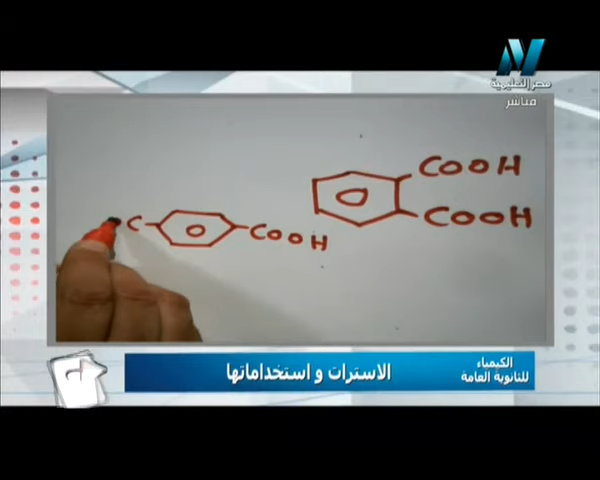 مصر التعليمية
مباشر
COOH
COOH
C
COOH
الكيمياء
للثانوية العامة
الاسترات و استخداماتها